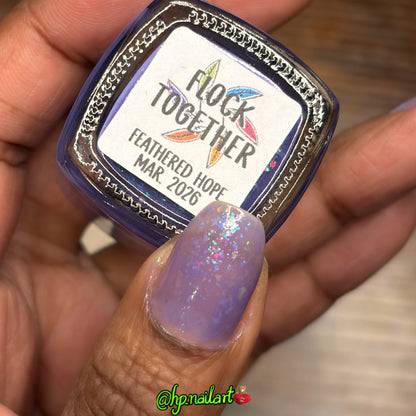 FLOCK
TOGETHER
FEATHERED HOPE
MAR. 2026
@hp.nailart